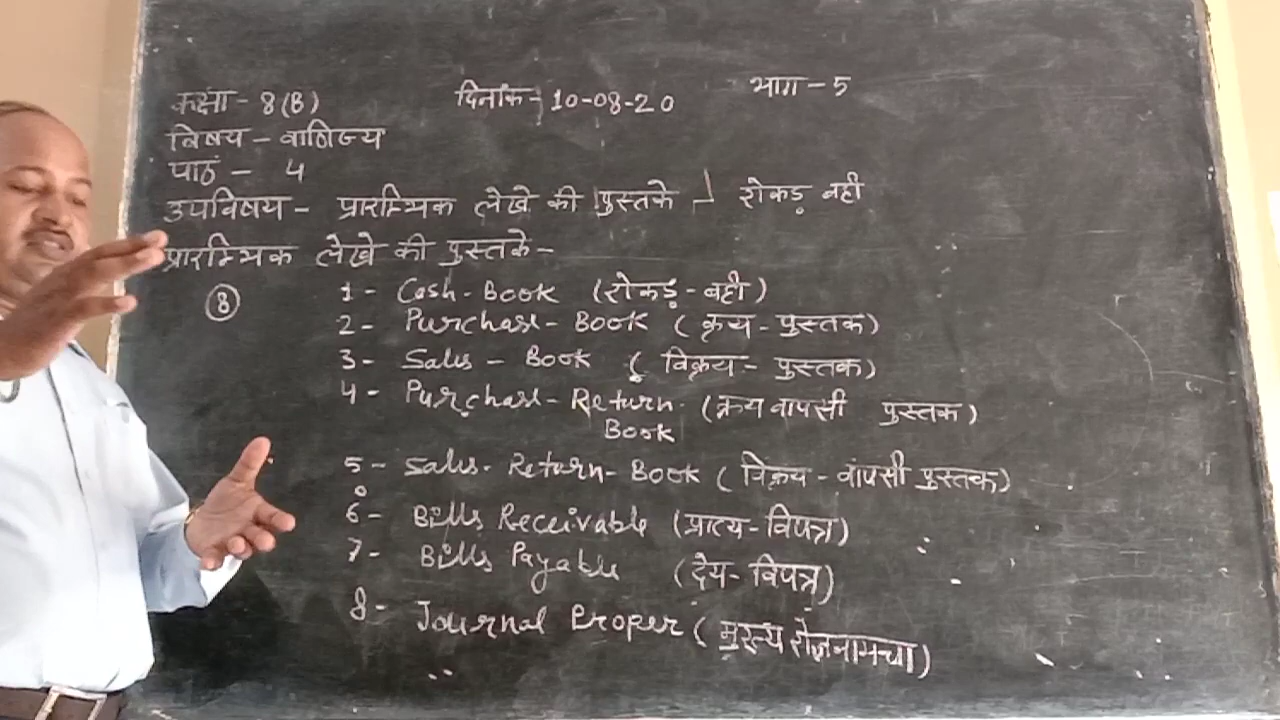 कक्षा - 8(B) दिनांक - 10-08-20 भाग - 5
विषय - वाणिज्य
पाठ - 4
उपविषय - प्रारम्भिक लेखे की पुस्तके - रोकड़ बही
प्रारम्भिक लेखे की पुस्तके -
8
1 - Cash-Book (रोकड़-बही)
2 - Purchase-Book (क्रय-पुस्तक)
3 - Sales-Book (विक्रय-पुस्तक)
4 - Purchase-Return (क्रय वापसी पुस्तक)
Book
5 - Sales-Return-Book (विक्रय-वापसी पुस्तक)
6 - Bills Receivable (प्राप्य-विपत्र)
7 - Bills Payable (देय-विपत्र)
8 - Journal Proper (मुख्य रोजनामचा)